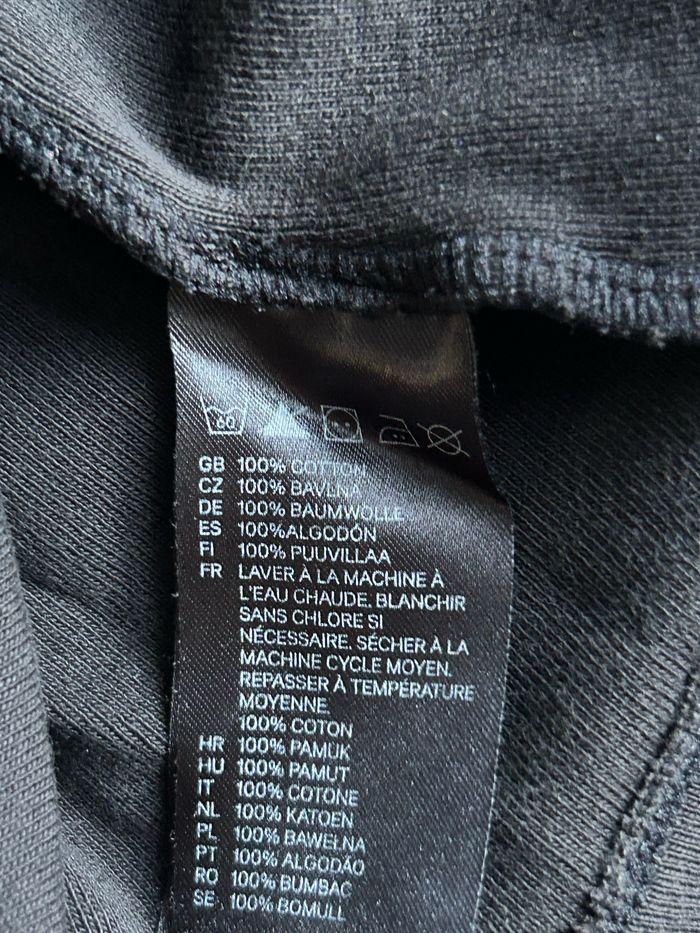 60
GB 100% COTTON
CZ 100% BAVLNA
DE 100% BAUMWOLLE
ES 100%ALGODÓN
FI 100% PUUVILLAA
FR LAVER À LA MACHINE À
L'EAU CHAUDE. BLANCHIR
SANS CHLORE SI
NÉCESSAIRE. SÉCHER À LA
MACHINE CYCLE MOYEN.
REPASSER À TEMPÉRATURE
MOYENNE.
100% COTON
HR 100% PAMUK
HU 100% PAMUT
IT 100% COTONE
NL 100% KATOEN
PL 100% BAWEŁNA
PT 100% ALGODÃO
RO 100% BUMBAC
SE 100% BOMULL